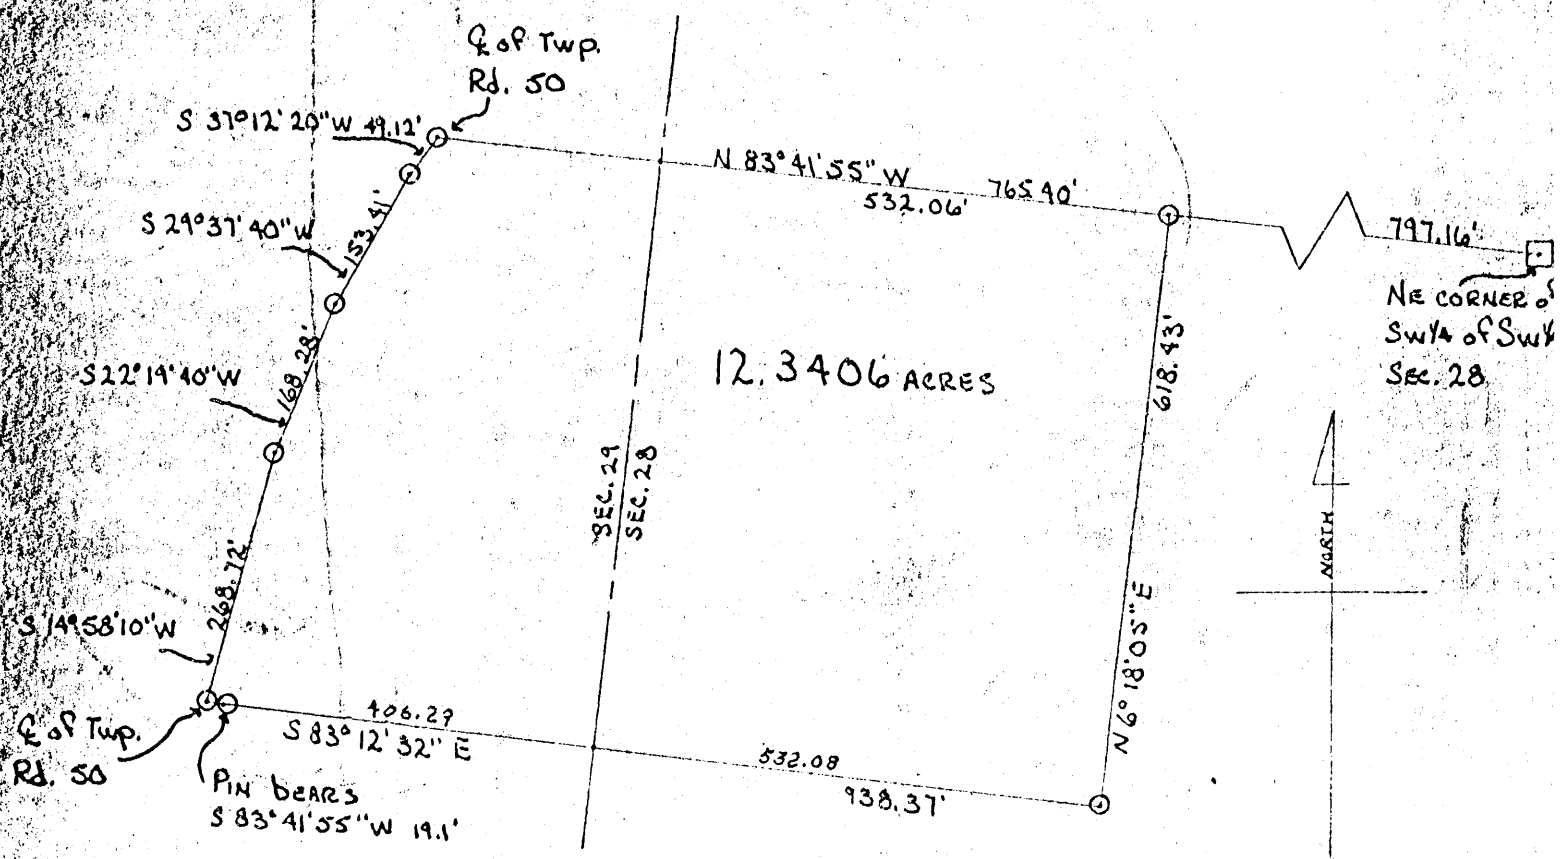 ℄ of Twp.
Rd. 50
S 37°12'20"W 49.12'
N 83°41'55" W
765.40'
532.06'
797.16'
S 29°37'40"W
153.41'
NE CORNER of
SW¼ of SW¼
SEC. 28
168.28'
S 22°19'40"W
12.3406 ACRES
618.43'
SEC. 29
SEC. 28
NORTH
268.72'
S 14°58'10"W
N 6°18'05" E
℄ of Twp.
Rd. 50
406.29
S 83°12'32" E
532.08
938.37'
PIN bEARS
S 83°41'55"W 19.1'